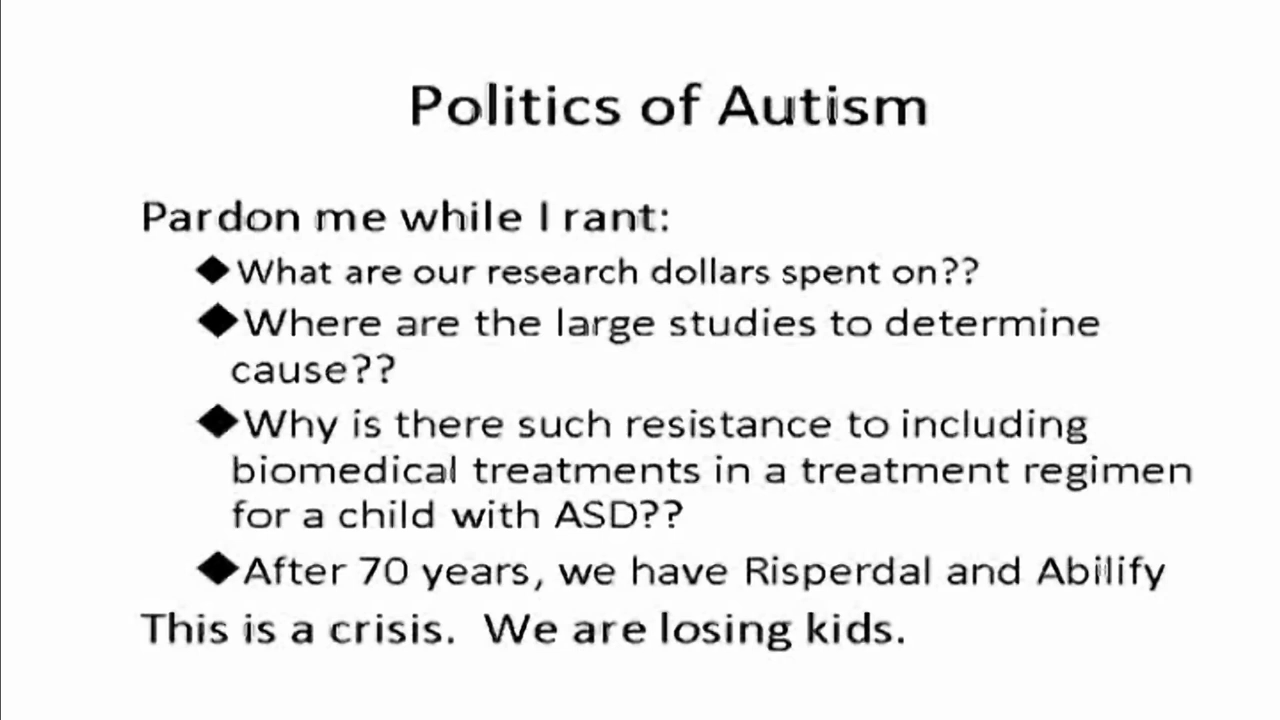 Politics of Autism
Pardon me while I rant:
◆What are our research dollars spent on??
◆Where are the large studies to determine
cause??
◆Why is there such resistance to including
biomedical treatments in a treatment regimen
for a child with ASD??
◆After 70 years, we have Risperdal and Abilify
This is a crisis.  We are losing kids.